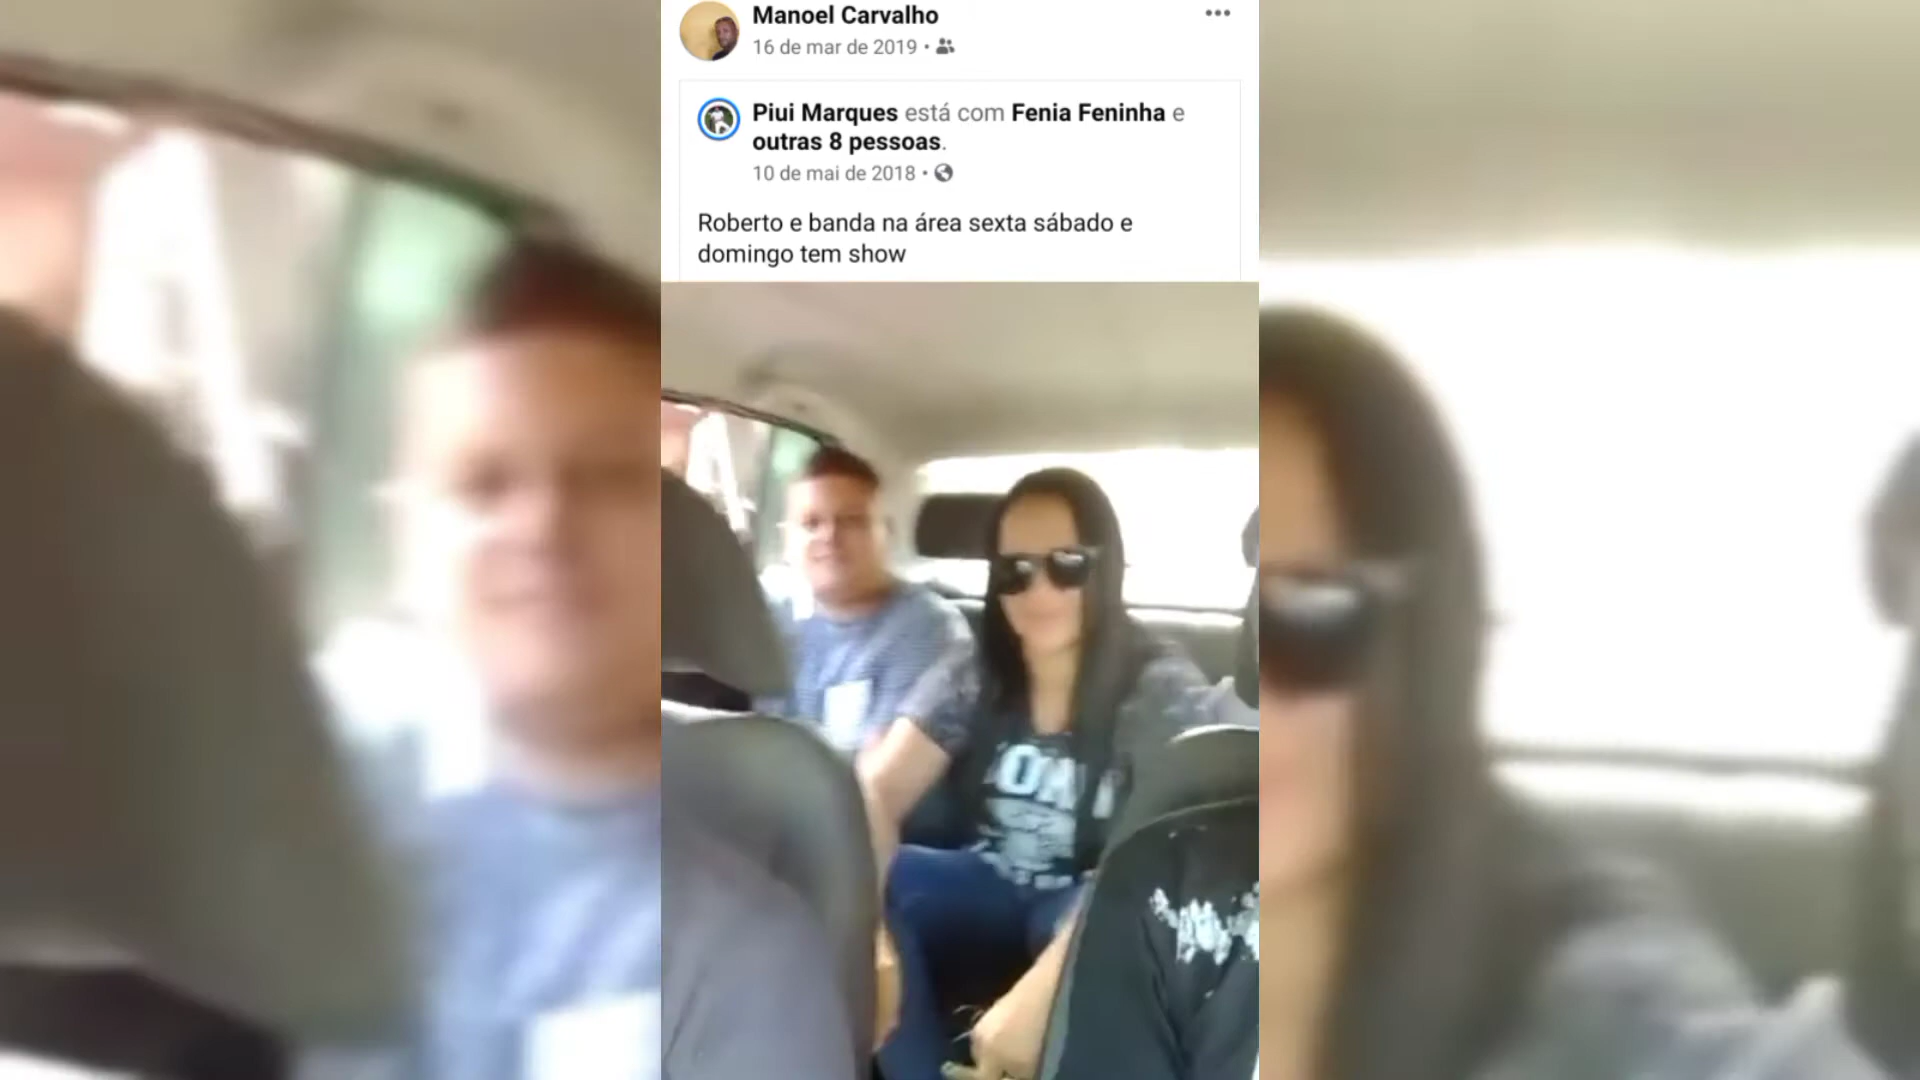 Manoel Carvalho
16 de mar de 2019 •
Piui Marques está com Fenia Feninha e
outras 8 pessoas.
10 de mai de 2018 •
Roberto e banda na área sexta sábado e
domingo tem show